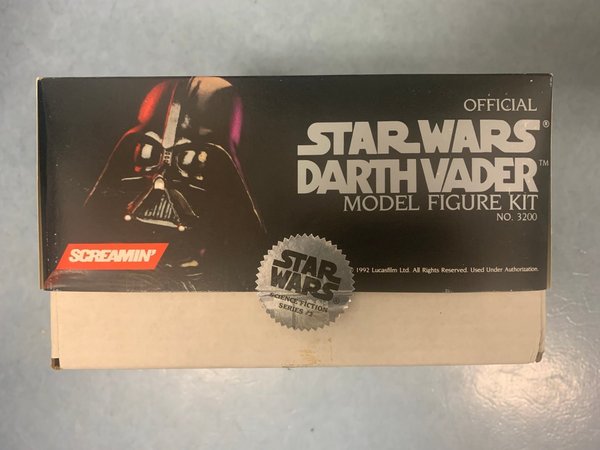 OFFICIAL
STAR WARS®
DARTH VADER™
MODEL FIGURE KIT
NO. 3200
SCREAMIN'
1992 Lucasfilm Ltd. All Rights Reserved. Used Under Authorization.
STAR
WARS®
SCIENCE FICTION
SERIES